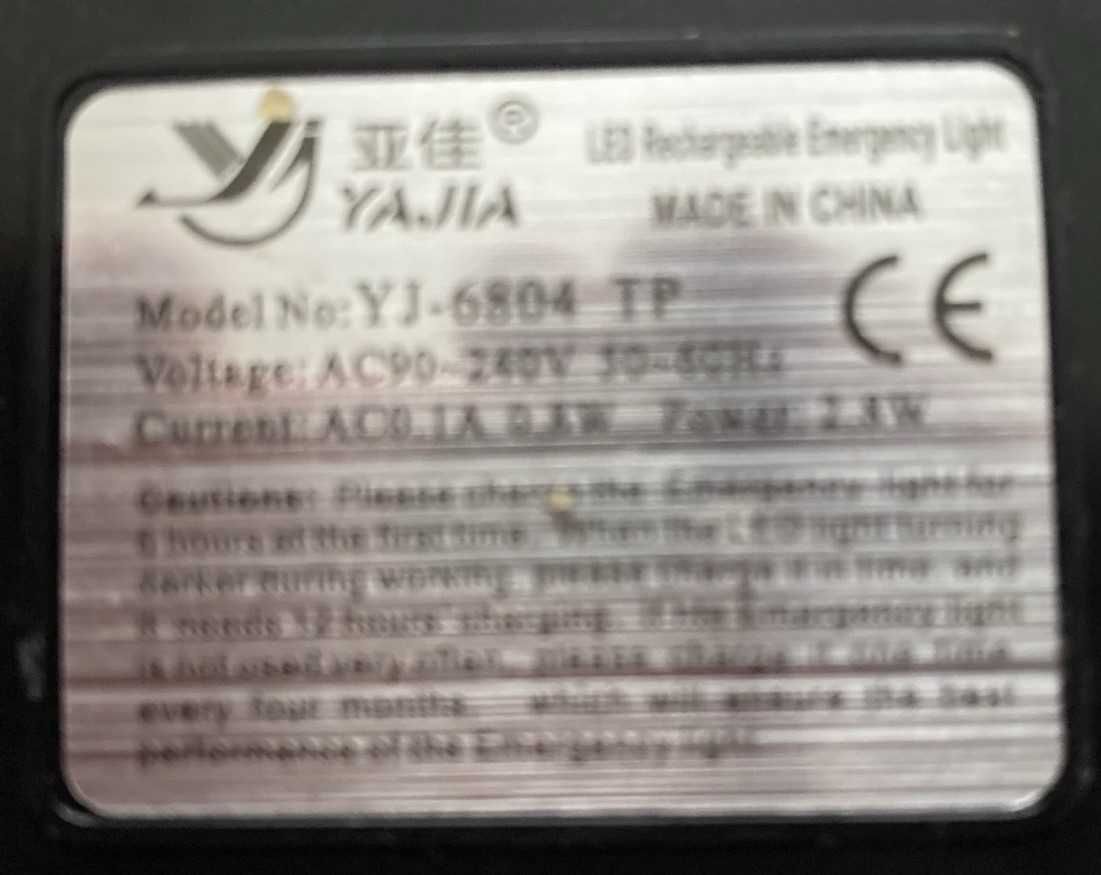 亚佳®
YAJIA
LED Rechargeable Emergency Light
MADE IN CHINA
CE
Model No: YJ-6804 TP
Voltage: AC90~240V 50~60Hz
Current: AC0.1A 0.8W Power: 2.8W
Cautions: Please charge the Emergency light for
6 hours at the first time. When the LED light turning
darker during working, please charge it in time, and
it needs 12 hours' charging. If the Emergency light
is not used very often, please charge it one time
every four months, which will ensure the best
performance of the Emergency light.